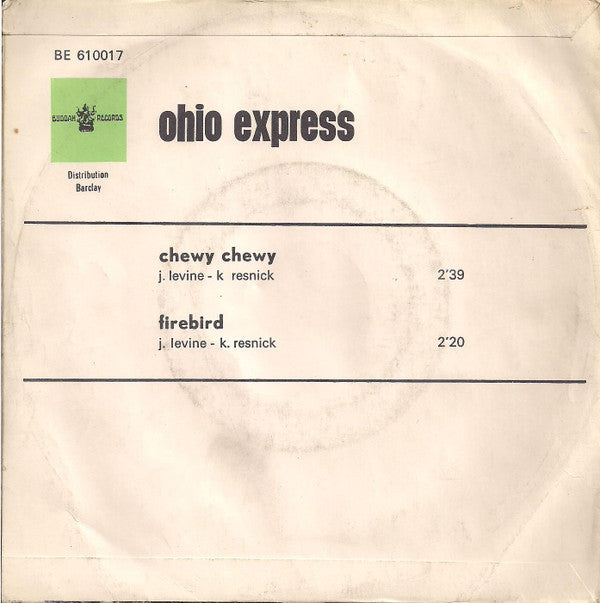 BE 610017
BUDDAH RECORDS
ohio express
Distribution
Barclay
chewy chewy
j. levine - k resnick 2'39
firebird
j. levine - k. resnick 2'20